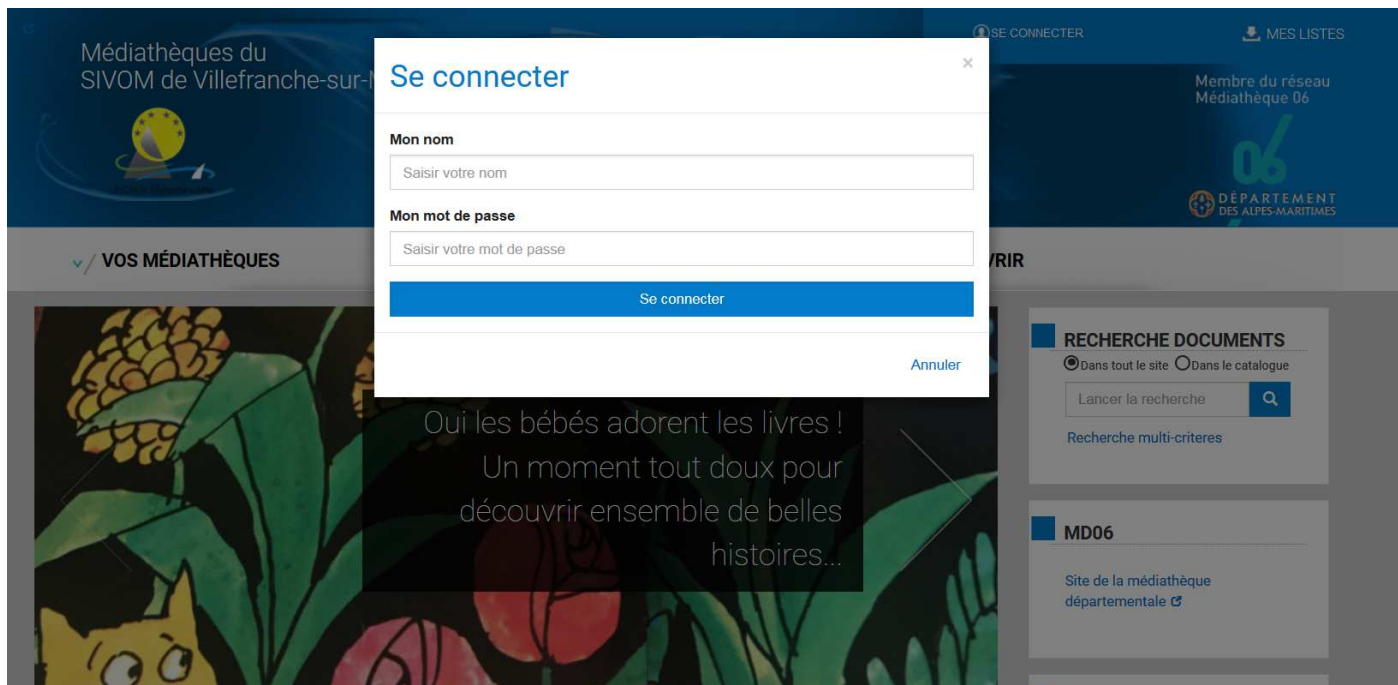 Médiathèques du
SIVOM de Villefranche-sur-
SE CONNECTER
MES LISTES
Membre du réseau
Médiathèque 06
06
DÉPARTEMENT
DES ALPES-MARITIMES
Se connecter
×
Mon nom
Saisir votre nom
Mon mot de passe
Saisir votre mot de passe
Se connecter
Annuler
VOS MÉDIATHÈQUES
VRIR
Oui les bébés adorent les livres !
Un moment tout doux pour
découvrir ensemble de belles
histoires...
RECHERCHE DOCUMENTS
Dans tout le site Dans le catalogue
Lancer la recherche
Recherche multi-criteres
MD06
Site de la médiathèque
départementale